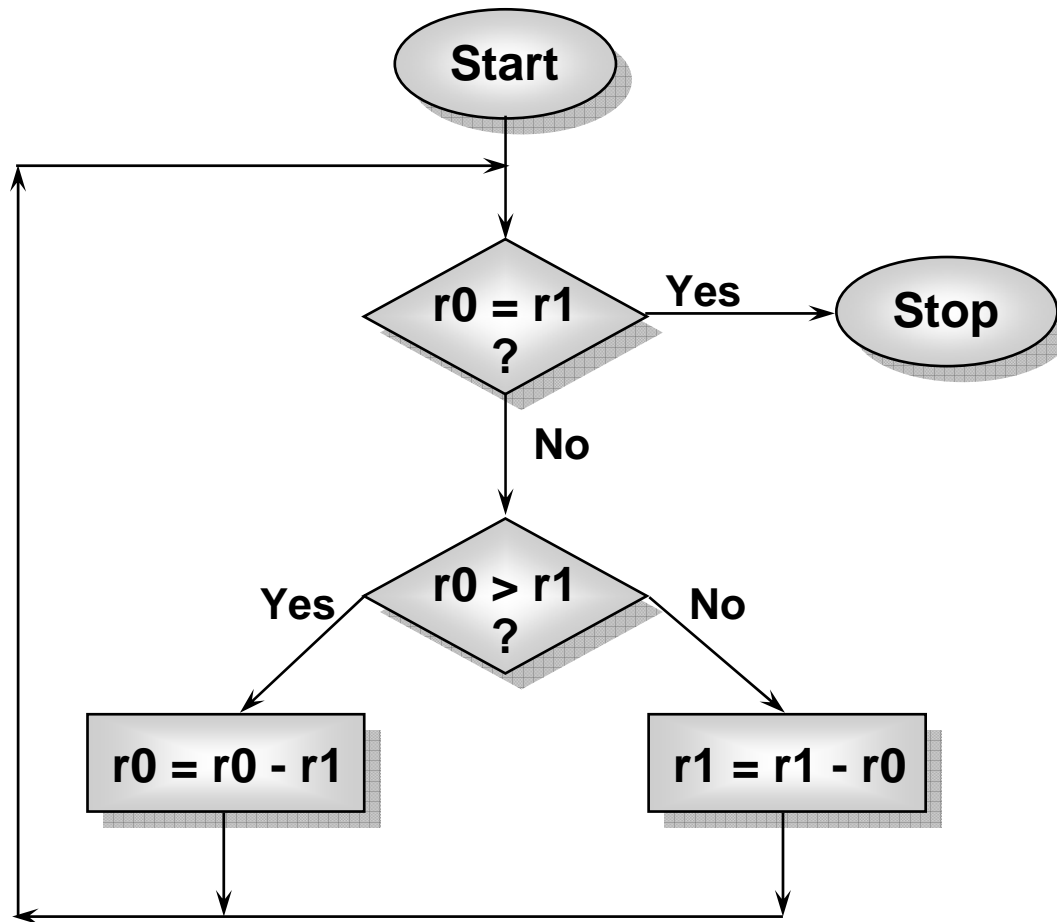 Start
r0 = r1
?
Yes
Stop
No
r0 > r1
?
Yes
No
r0 = r0 - r1
r1 = r1 - r0